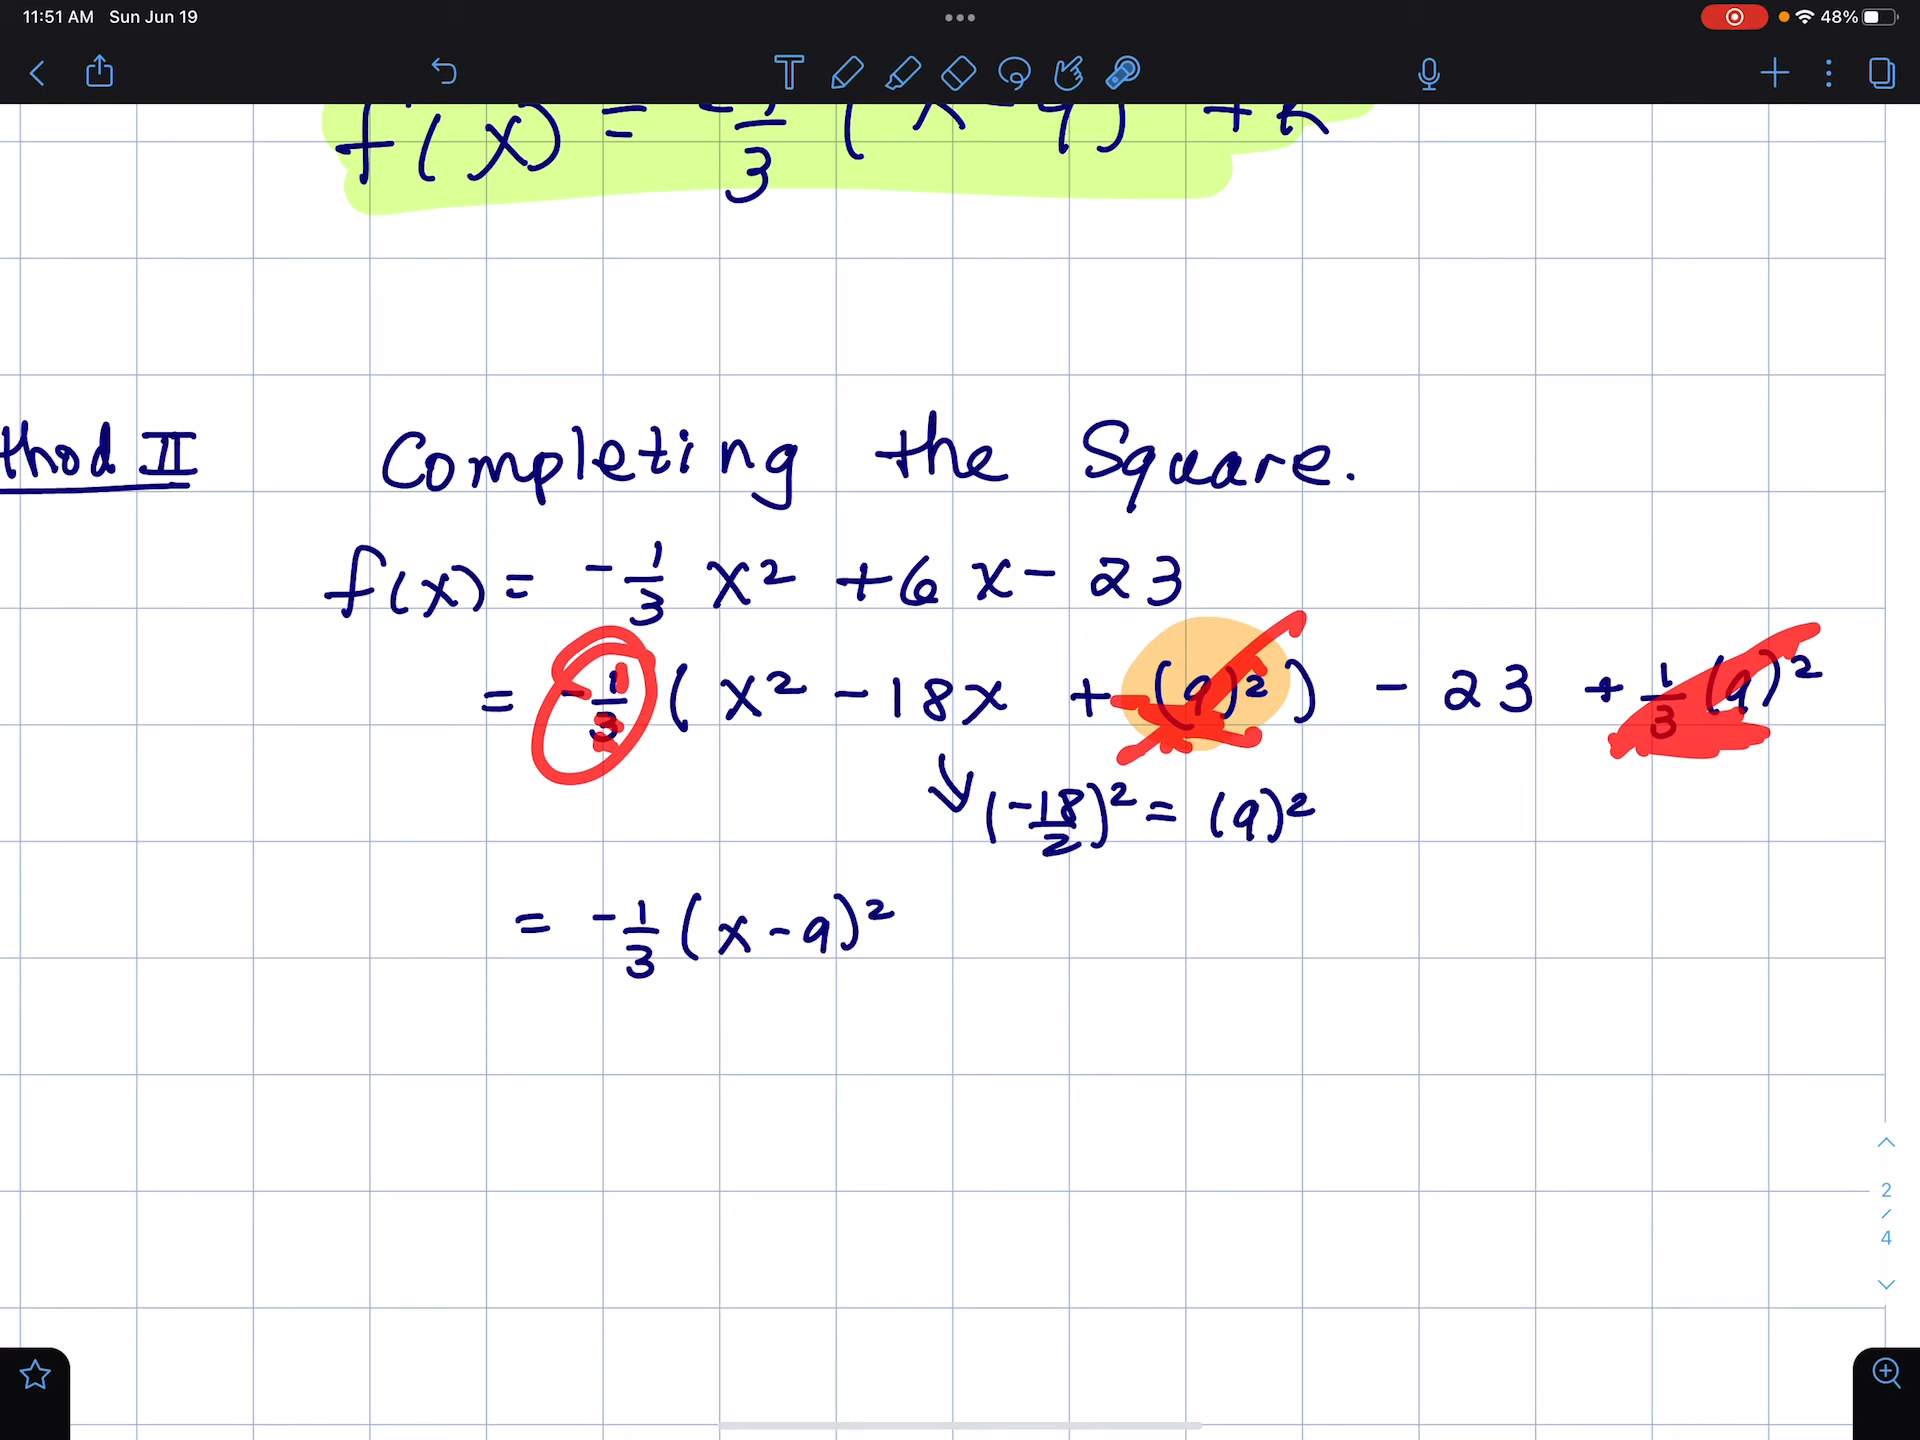 11:51 AM Sun Jun 19
48%
f(x) = -1/3 (x-9) + k
thod II Completing the Square.
f(x) = -1/3 x² + 6x - 23
= -1/3 ( x² - 18x + (9)² ) - 23 + 1/3 (9)²
(-18/2)² = (9)²
= -1/3 (x-9)²
2
/
4